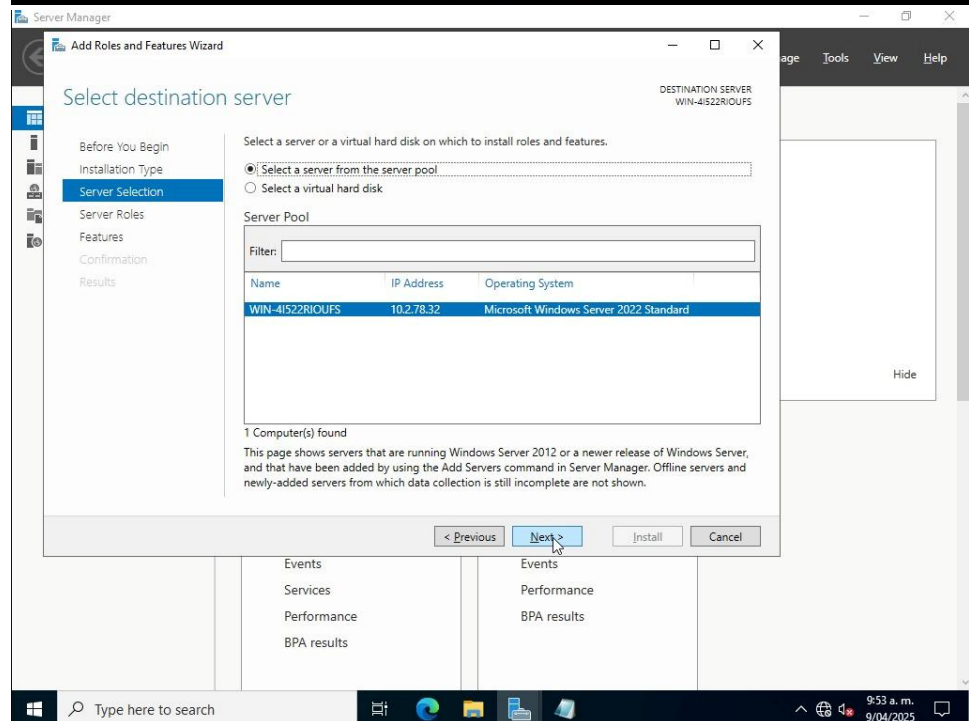 Server Manager
Add Roles and Features Wizard
age Tools View Help
Select destination server
DESTINATION SERVER
WIN-4I522RIOUFS
Before You Begin
Installation Type
Server Selection
Server Roles
Features
Confirmation
Results
Select a server or a virtual hard disk on which to install roles and features.
Select a server from the server pool
Select a virtual hard disk
Server Pool
Filter:
Name IP Address Operating System
WIN-4I522RIOUFS 10.2.78.32 Microsoft Windows Server 2022 Standard
1 Computer(s) found
This page shows servers that are running Windows Server 2012 or a newer release of Windows Server,
and that have been added by using the Add Servers command in Server Manager. Offline servers and
newly-added servers from which data collection is still incomplete are not shown.
< Previous Next > Install Cancel
Hide
Events Events
Services Performance
Performance BPA results
BPA results
Type here to search
9:53 a. m.
9/04/2025